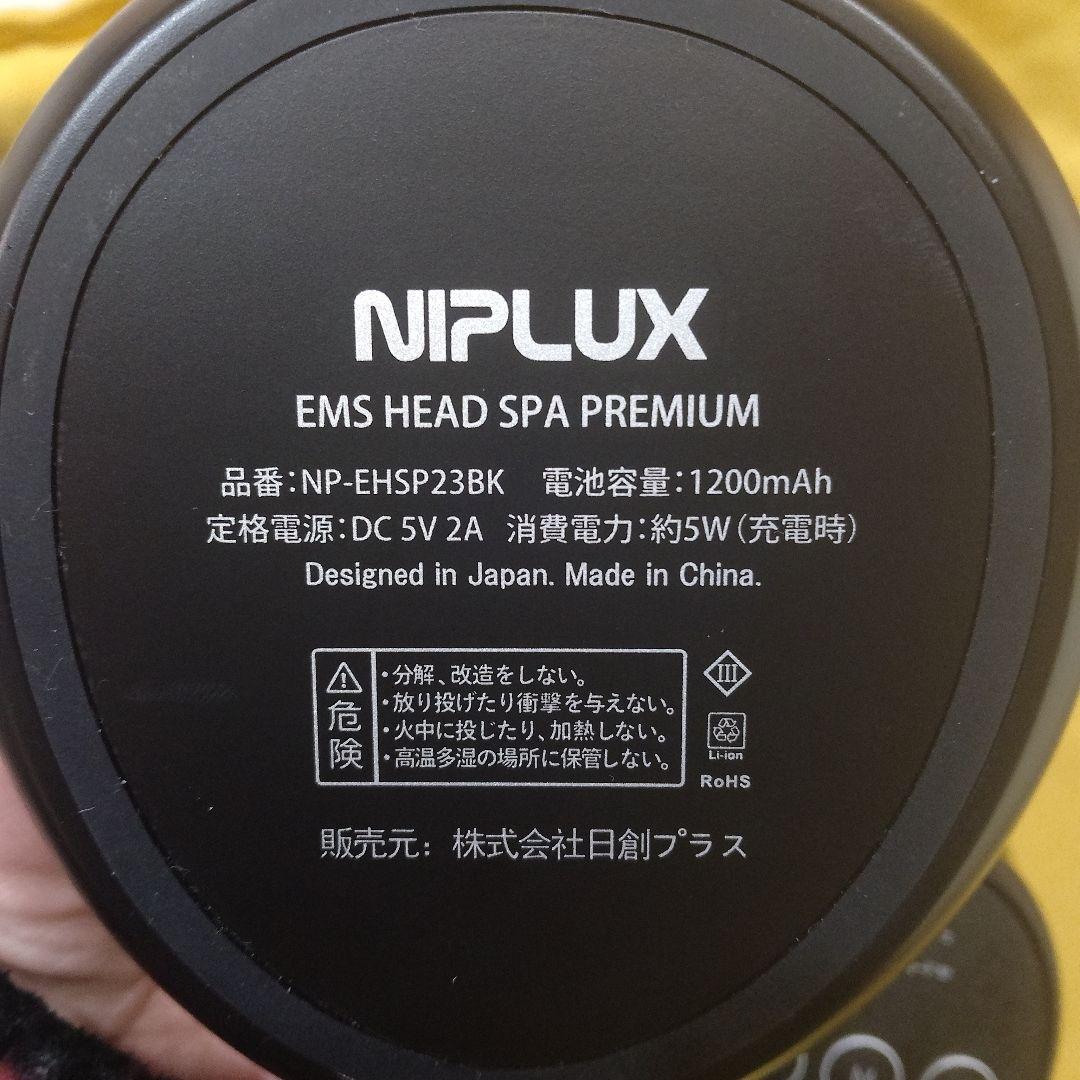 NIPLUX
EMS HEAD SPA PREMIUM
品番：NP-EHSP23BK　電池容量：1200mAh
定格電源：DC 5V 2A　消費電力：約5W（充電時）
Designed in Japan. Made in China.
危険
・分解、改造をしない。
・放り投げたり衝撃を与えない。
・火中に投じたり、加熱しない。
・高温多湿の場所に保管しない。
III
Li-ion
RoHS
販売元：株式会社日創プラス